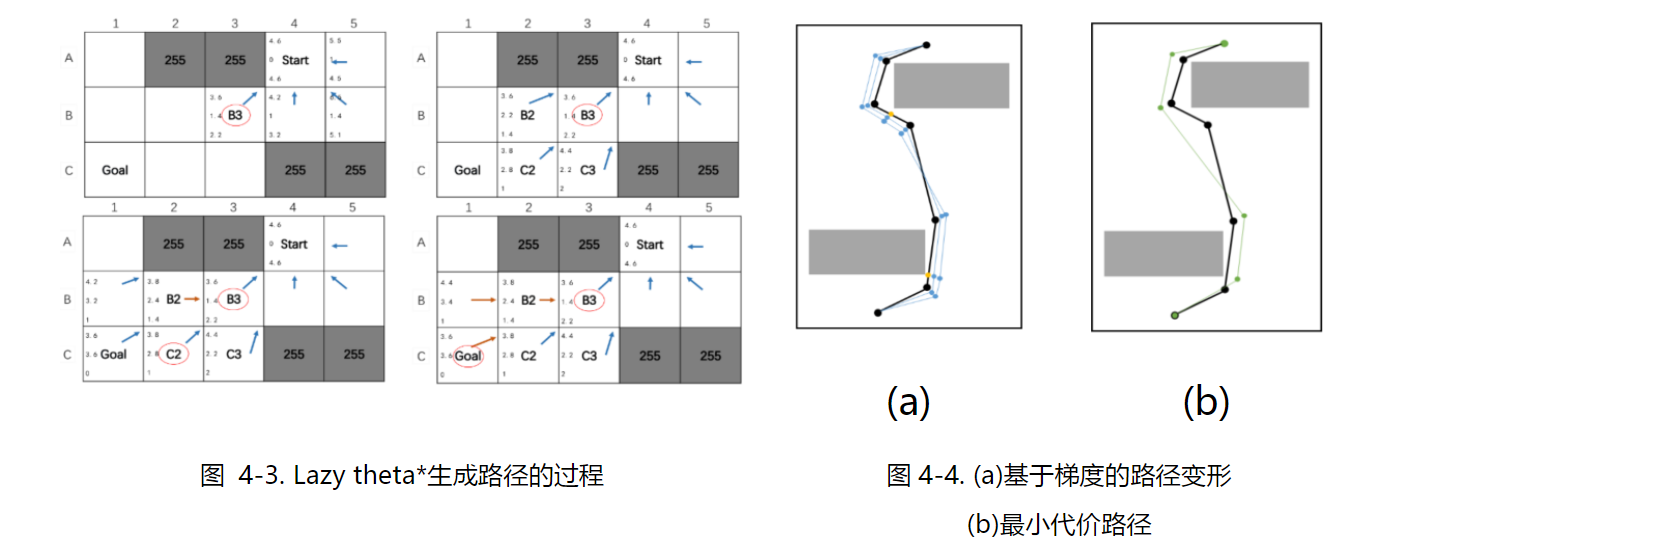 1 2 3 4 5
A 255 255 4.6 0 Start 4.6 5.5 4.5
B 3.6 1.4 B3 2.2 4.2 1 3.2 1.4 5.1
C Goal 255 255
1 2 3 4 5
A 255 255 4.6 0 Start 4.6
B 3.6 2.2 B2 1.4 3.6 1.4 B3 2.2
C Goal 3.8 2.8 C2 1 4.4 2.2 C3 2 255 255
1 2 3 4 5
A 255 255 4.6 0 Start 4.6
B 4.2 3.2 1 3.8 2.4 B2 1.4 3.6 1.4 B3 2.2
C 3.6 3.6 Goal 0 3.8 2.8 C2 1 4.4 2.2 C3 2 255 255
1 2 3 4 5
A 255 255 4.6 0 Start 4.6
B 4.4 3.4 1 3.8 2.4 B2 1.4 3.6 1.4 B3 2.2
C 3.6 3.6 Goal 0 3.8 2.8 C2 1 4.4 2.2 C3 2 255 255
(a)
(b)
图 4-3. Lazy theta*生成路径的过程
图 4-4. (a)基于梯度的路径变形
(b)最小代价路径